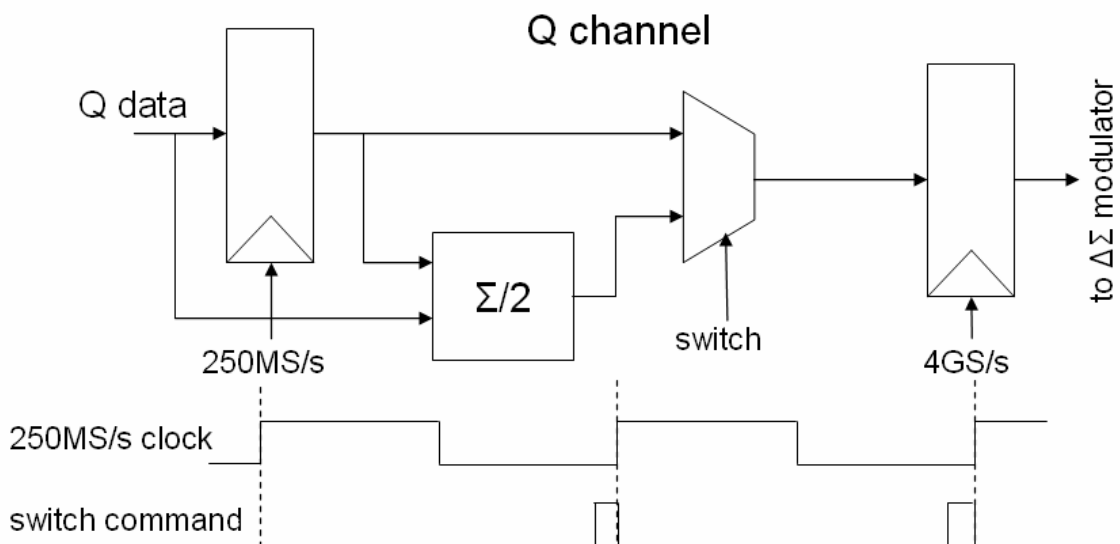 Q channel
Q data
Σ/2
switch
250MS/s
4GS/s
to ΔΣ modulator
250MS/s clock
switch command